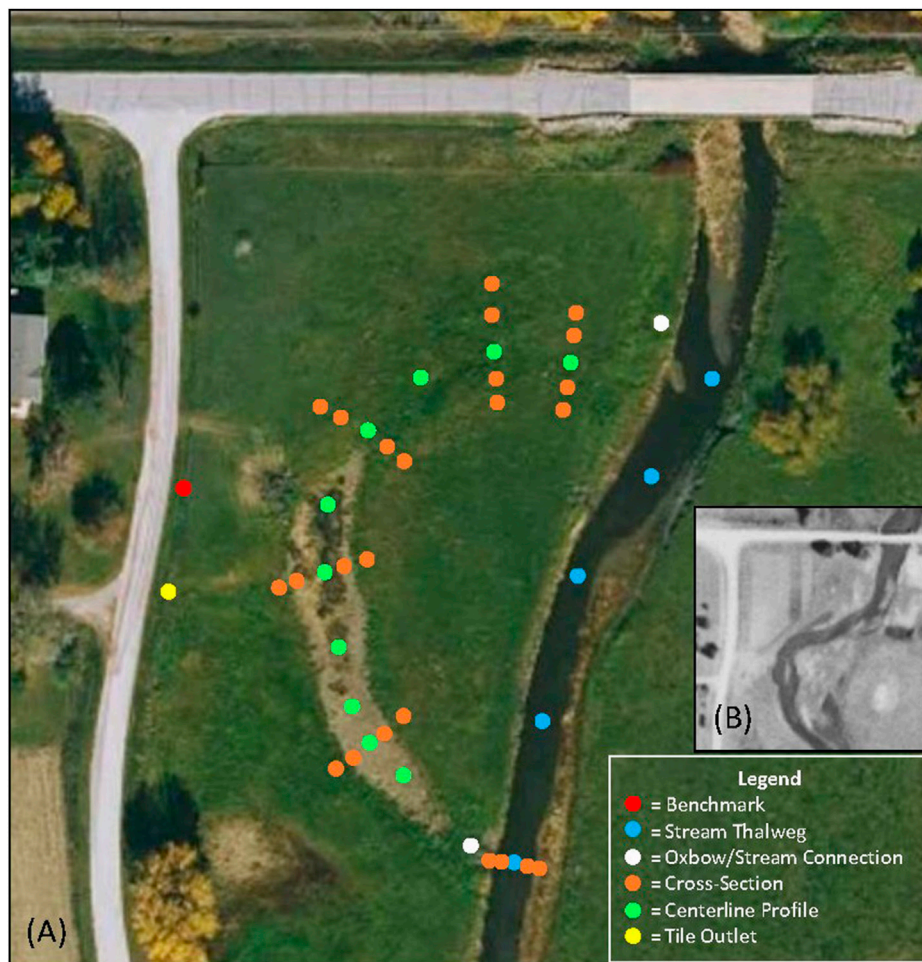 (A)
(B)
Legend
= Benchmark
= Stream Thalweg
= Oxbow/Stream Connection
= Cross-Section
= Centerline Profile
= Tile Outlet